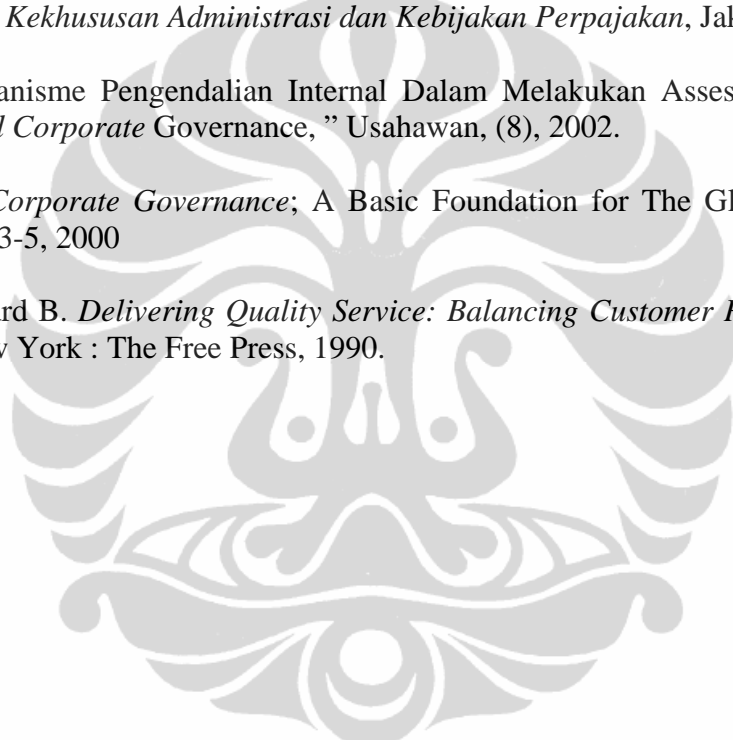 Kekhususan Administrasi dan Kebijakan Perpajakan, Jak
anisme Pengendalian Internal Dalam Melakukan Asses
l Corporate Governance, ” Usahawan, (8), 2002.
Corporate Governance; A Basic Foundation for The Gl
3-5, 2000
ard B. Delivering Quality Service: Balancing Customer P
w York : The Free Press, 1990.